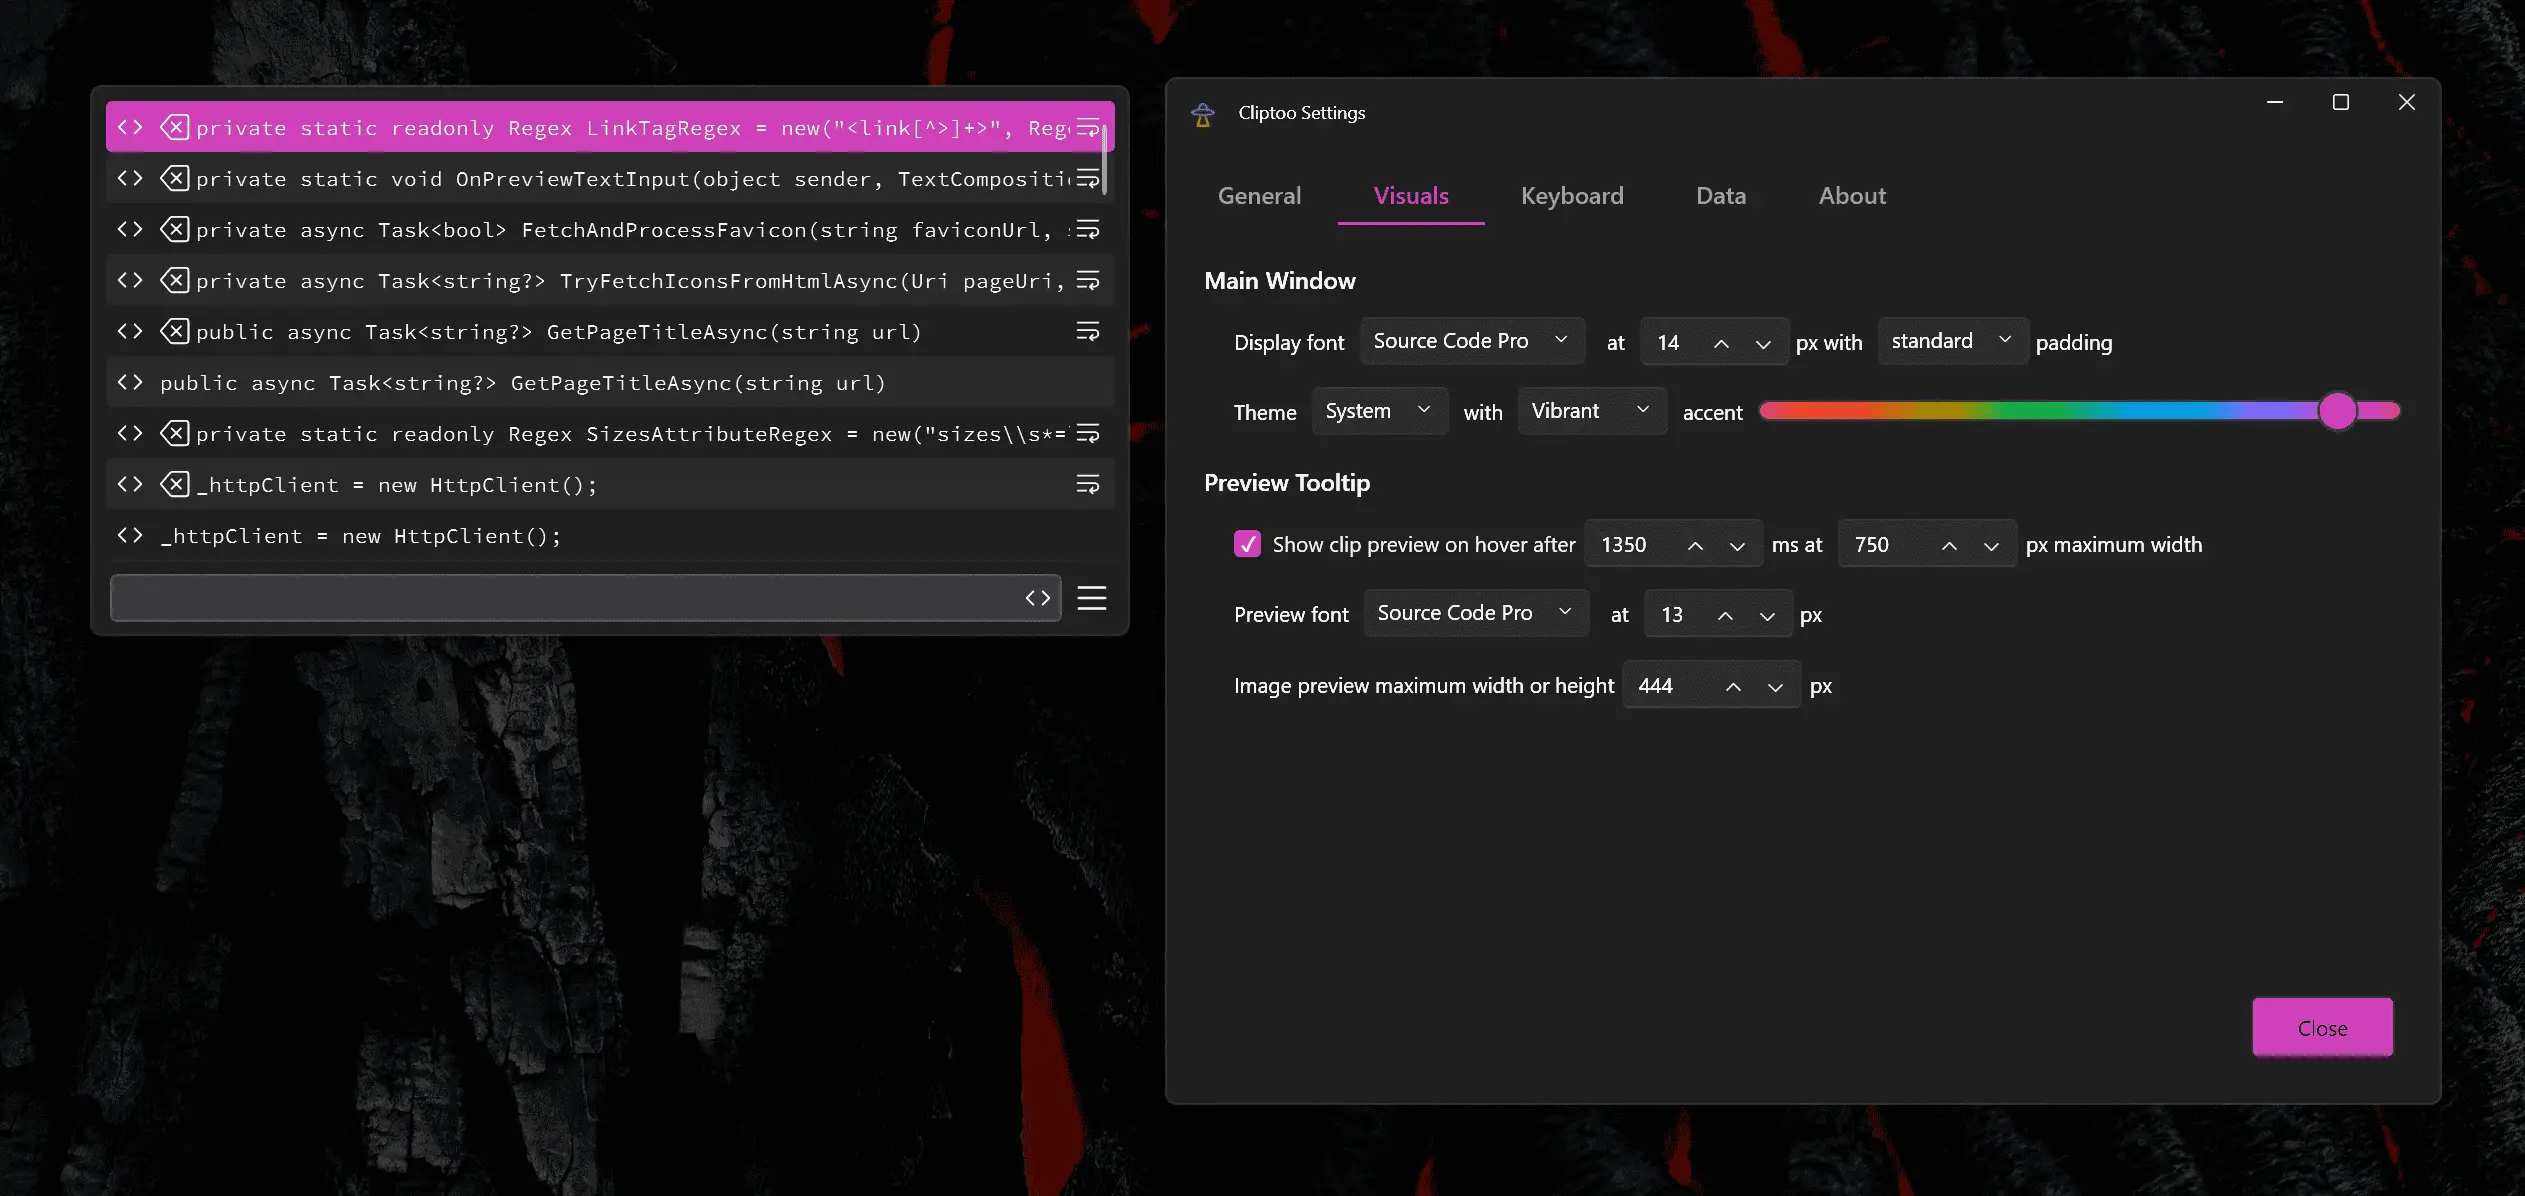 private static readonly Regex LinkTagRegex = new("<link[^>]+>", Reg
private static void OnPreviewTextInput(object sender, TextCompositi
private async Task<bool> FetchAndProcessFavicon(string faviconUrl,
private async Task<string?> TryFetchIconsFromHtmlAsync(Uri pageUri,
public async Task<string?> GetPageTitleAsync(string url)
public async Task<string?> GetPageTitleAsync(string url)
private static readonly Regex SizesAttributeRegex = new("sizes\\s*=
_httpClient = new HttpClient();
_httpClient = new HttpClient();
Cliptoo Settings
General Visuals Keyboard Data About
Main Window
Display font Source Code Pro at 14 px with standard padding
Theme System with Vibrant accent
Preview Tooltip
Show clip preview on hover after 1350 ms at 750 px maximum width
Preview font Source Code Pro at 13 px
Image preview maximum width or height 444 px
Close